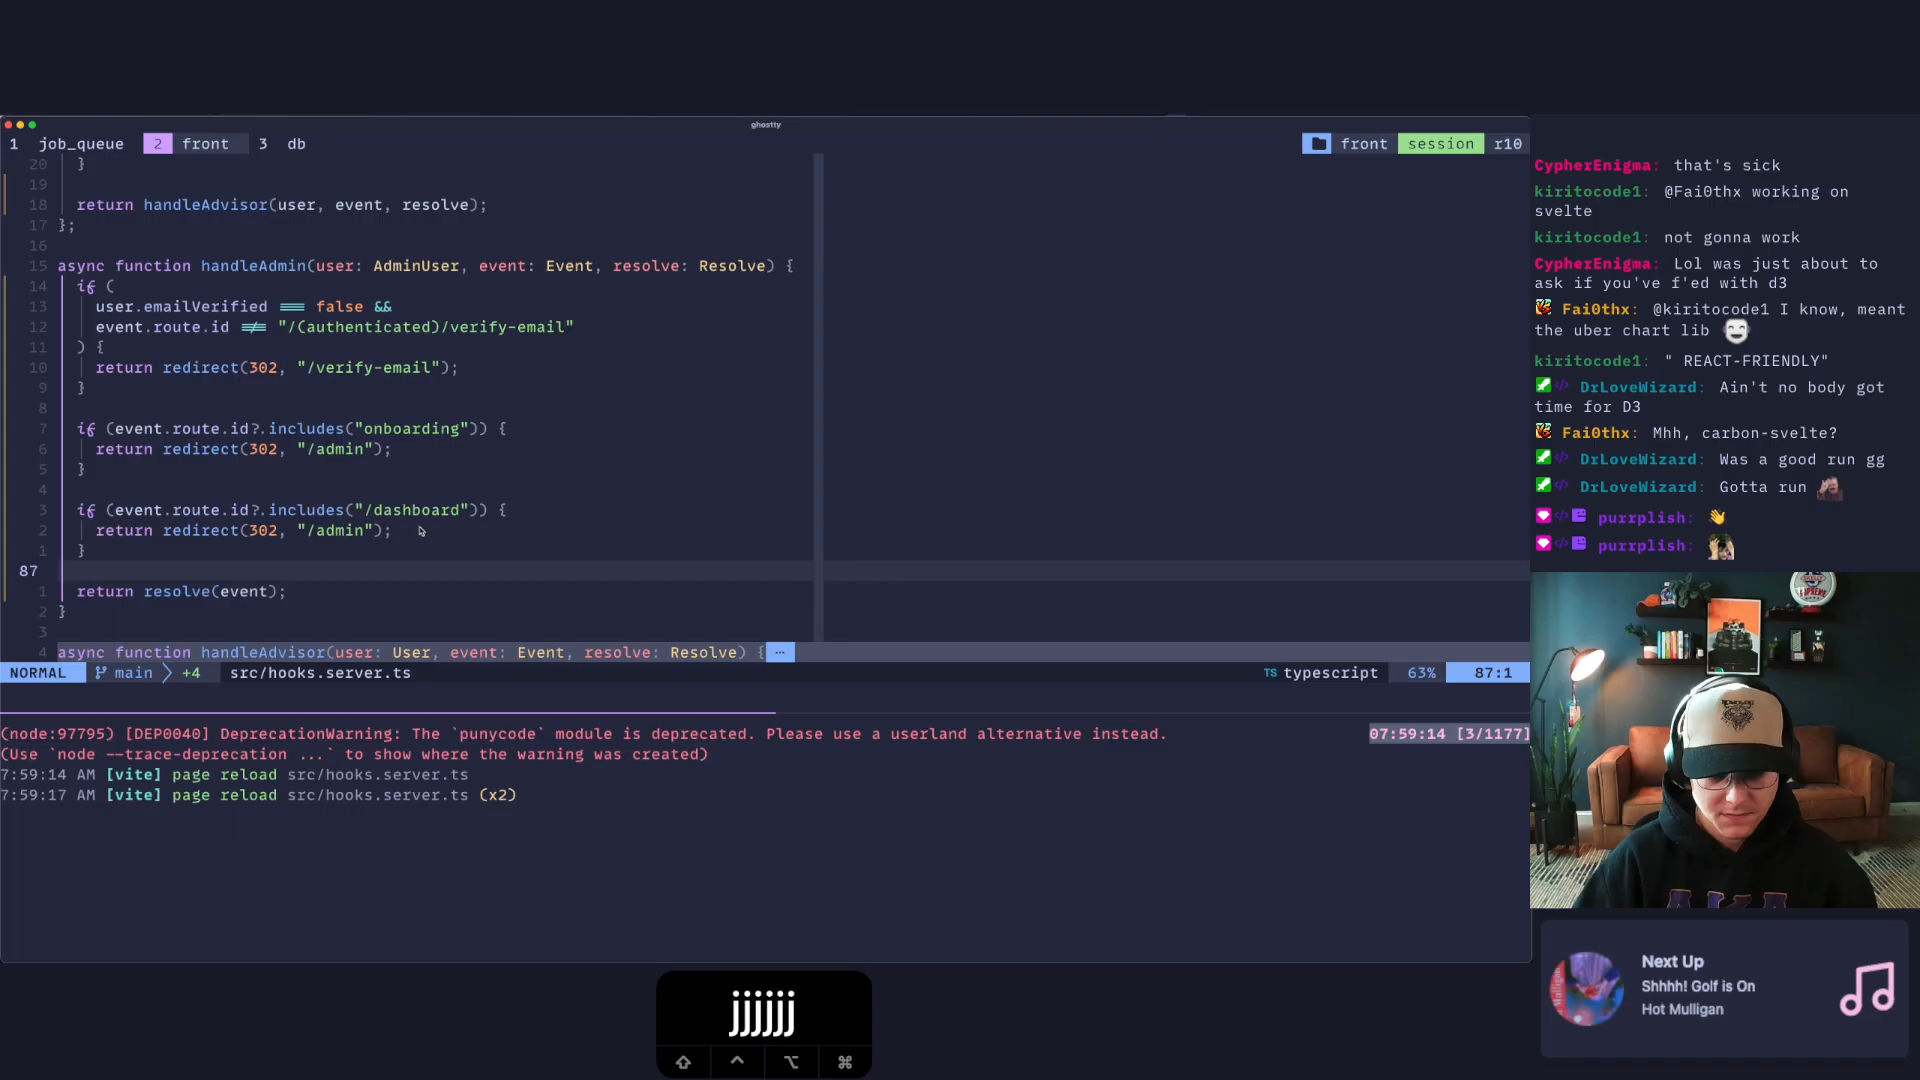 ghostty
1 job_queue 2 front 3 db
front session r10
20 }
19
18 return handleAdvisor(user, event, resolve);
17 };
16
15 async function handleAdmin(user: AdminUser, event: Event, resolve: Resolve) {
14 if (
13 user.emailVerified === false &&
12 event.route.id !== "/(authenticated)/verify-email"
11 ) {
10 return redirect(302, "/verify-email");
9 }
8
7 if (event.route.id?.includes("onboarding")) {
6 return redirect(302, "/admin");
5 }
4
3 if (event.route.id?.includes("/dashboard")) {
2 return redirect(302, "/admin");
1 }
87
1 return resolve(event);
2 }
3
4 async function handleAdvisor(user: User, event: Event, resolve: Resolve) { ...
NORMAL main +4 src/hooks.server.ts TS typescript 63% 87:1
(node:97795) [DEP0040] DeprecationWarning: The `punycode` module is deprecated. Please use a userland alternative instead.
07:59:14 [3/1177]
(Use `node --trace-deprecation ...` to show where the warning was created)
7:59:14 AM [vite] page reload src/hooks.server.ts
7:59:17 AM [vite] page reload src/hooks.server.ts (x2)
jjjjjj
CypherEnigma: that's sick
kiritocode1: @Fai0thx working on
svelte
kiritocode1: not gonna work
CypherEnigma: Lol was just about to
ask if you've f'ed with d3
Fai0thx: @kiritocode1 I know, meant
the uber chart lib
kiritocode1: " REACT-FRIENDLY"
DrLoveWizard: Ain't no body got
time for D3
Fai0thx: Mhh, carbon-svelte?
DrLoveWizard: Was a good run gg
DrLoveWizard: Gotta run
purrplish:
purrplish:
Next Up
Shhhh! Golf is On
Hot Mulligan